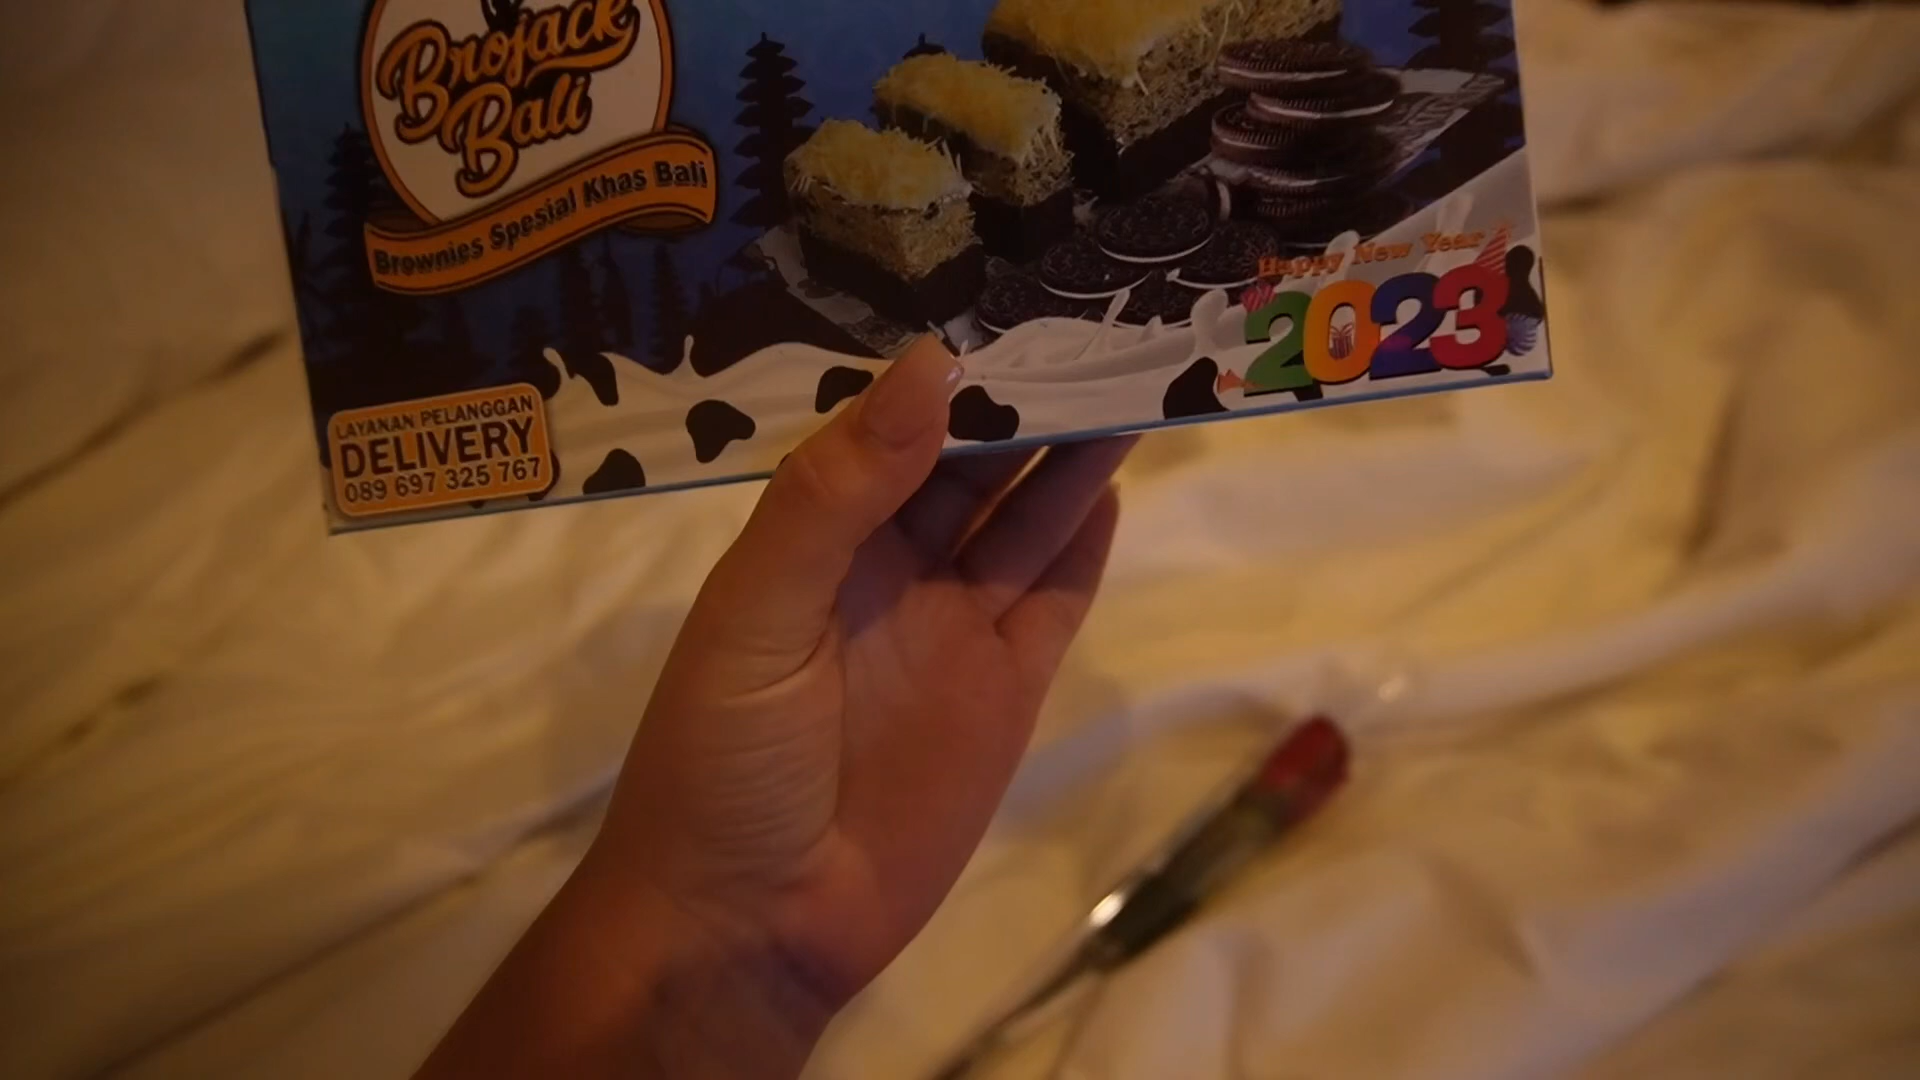 Brojack
Bali
Brownies Spesial Khas Bali
Happy New Year
2023
LAYANAN PELANGGAN
DELIVERY
089 697 325 767